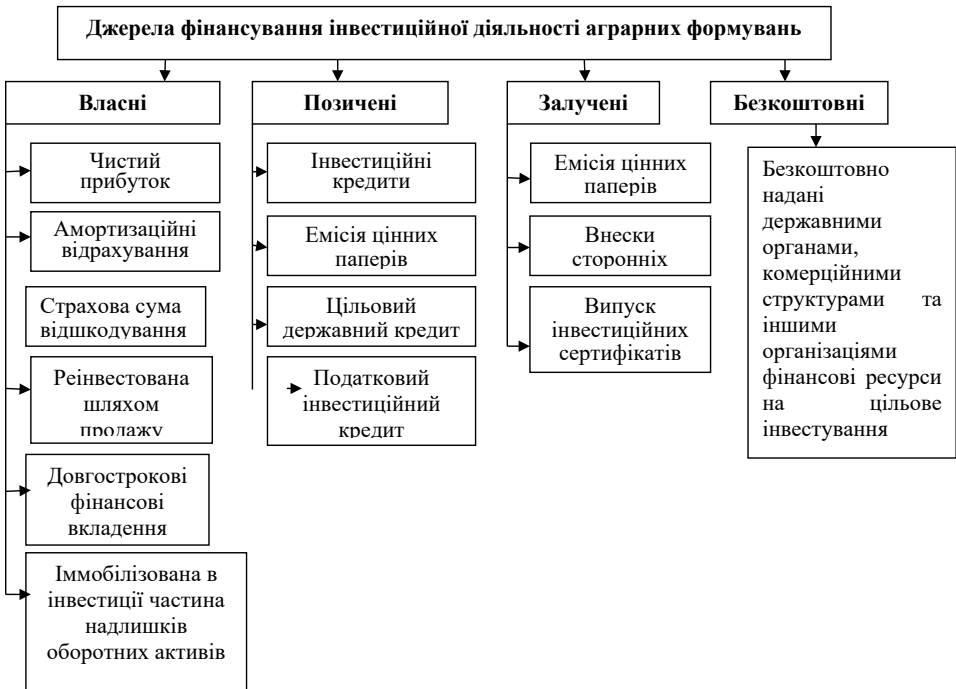 Джерела фінансування інвестиційної діяльності аграрних формувань
Власні
Чистий
прибуток
Амортизаційні
відрахування
Страхова сума
відшкодування
Реінвестована
шляхом
продажу
Довгострокові
фінансові
вкладення
Іммобілізована в
інвестиції частина
надлишків
оборотних активів
Позичені
Інвестиційні
кредити
Емісія цінних
паперів
Цільовий
державний кредит
Податковий
інвестиційний
кредит
Залучені
Емісія цінних
паперів
Внески
сторонніх
Випуск
інвестиційних
сертифікатів
Безкоштовні
Безкоштовно
надані
державними
органами,
комерційними
структурами та
іншими
організаціями
фінансові ресурси
на цільове
інвестування